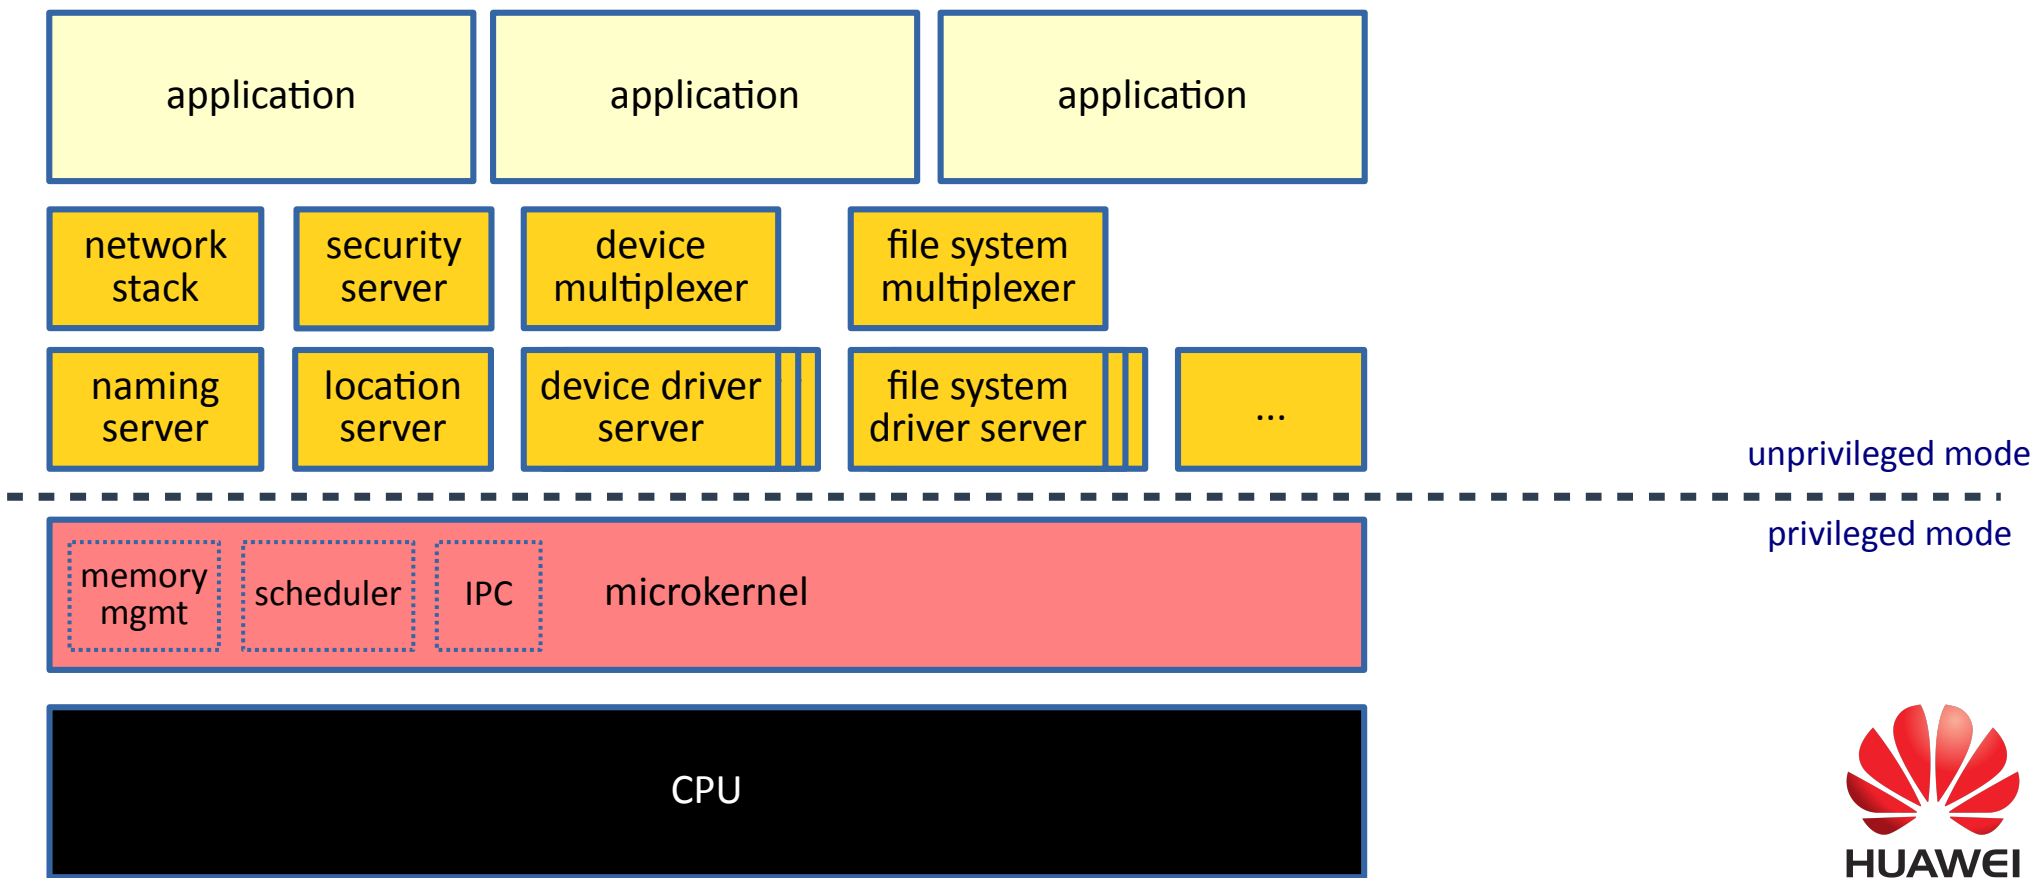 application
application
application
network
stack
security
server
device
multiplexer
file system
multiplexer
naming
server
location
server
device driver
server
file system
driver server
...
unprivileged mode
privileged mode
memory
mgmt
scheduler
IPC
microkernel
CPU
HUAWEI